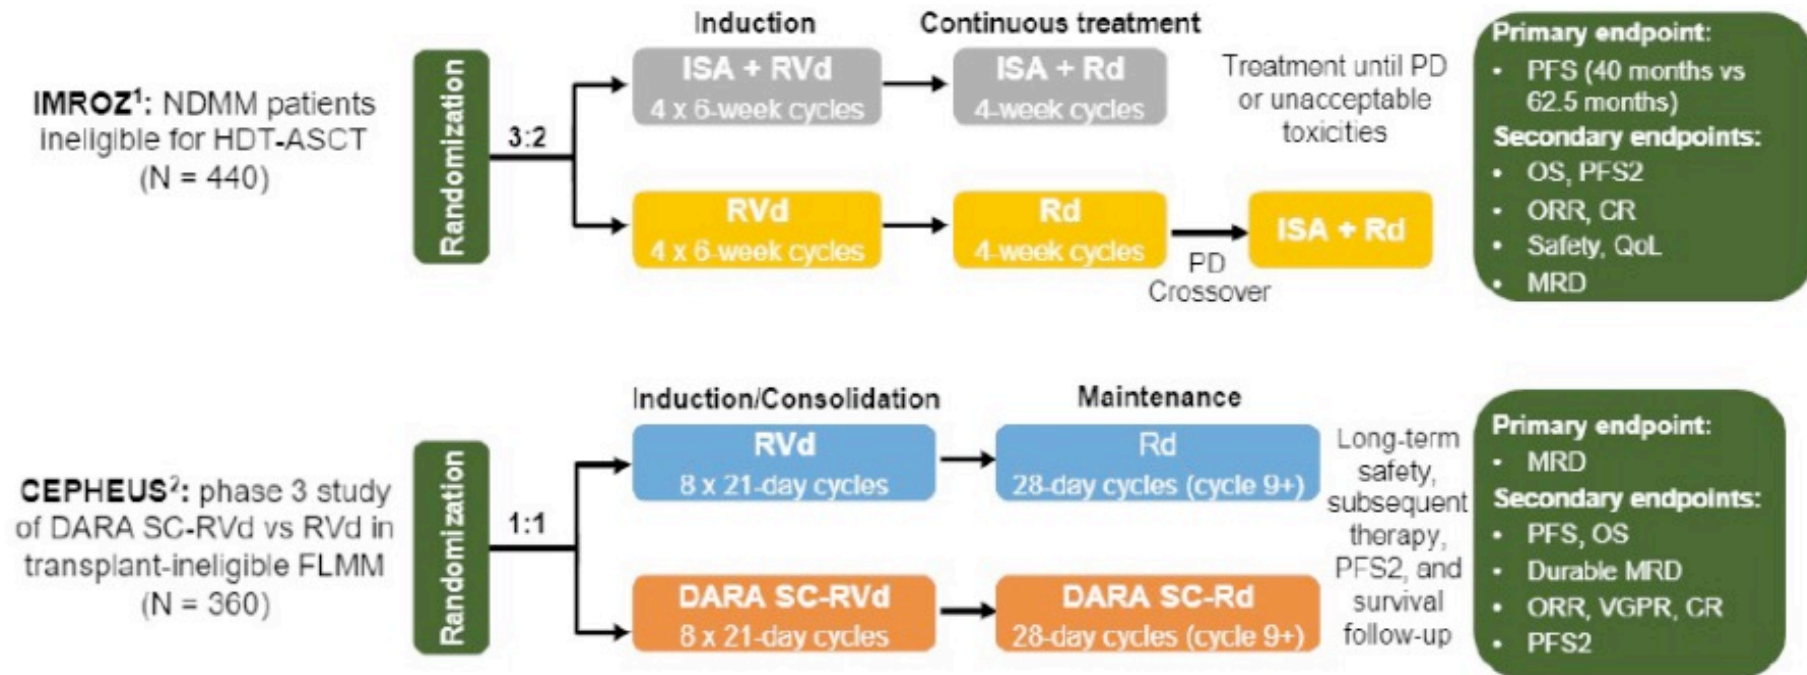 Induction
Continuous treatment
IMROZ¹: NDMM patients
ineligible for HDT-ASCT
(N = 440)
Randomization
3:2
ISA + RVd
4 x 6-week cycles
ISA + Rd
4-week cycles
Treatment until PD
or unacceptable
toxicities
RVd
4 x 6-week cycles
Rd
4-week cycles
PD
Crossover
ISA + Rd
Primary endpoint:
• PFS (40 months vs
62.5 months)
Secondary endpoints:
• OS, PFS2
• ORR, CR
• Safety, QoL
• MRD
Induction/Consolidation
Maintenance
CEPHEUS²: phase 3 study
of DARA SC-RVd vs RVd in
transplant-ineligible FLMM
(N = 360)
Randomization
1:1
RVd
8 x 21-day cycles
Rd
28-day cycles (cycle 9+)
DARA SC-RVd
8 x 21-day cycles
DARA SC-Rd
28-day cycles (cycle 9+)
Long-term
safety,
subsequent
therapy,
PFS2, and
survival
follow-up
Primary endpoint:
• MRD
Secondary endpoints:
• PFS, OS
• Durable MRD
• ORR, VGPR, CR
• PFS2